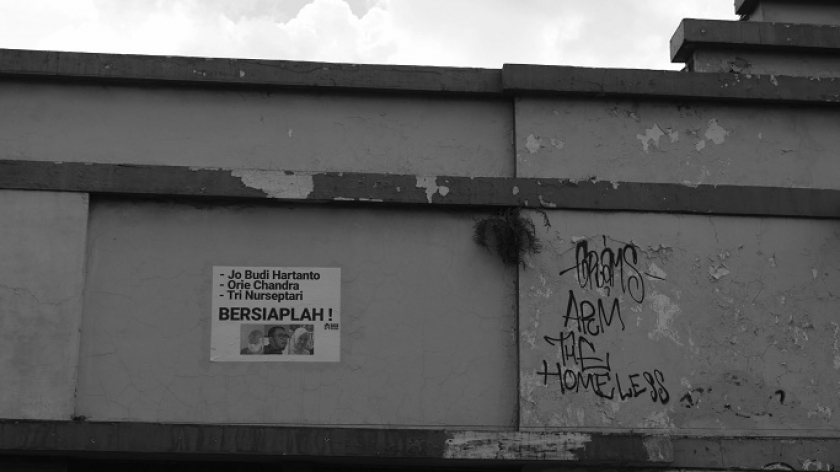 - Jo Budi Hartanto
- Orie Chandra
- Tri Nurseptari
BERSIAPLAH !
ARM
THE
HOMELESS